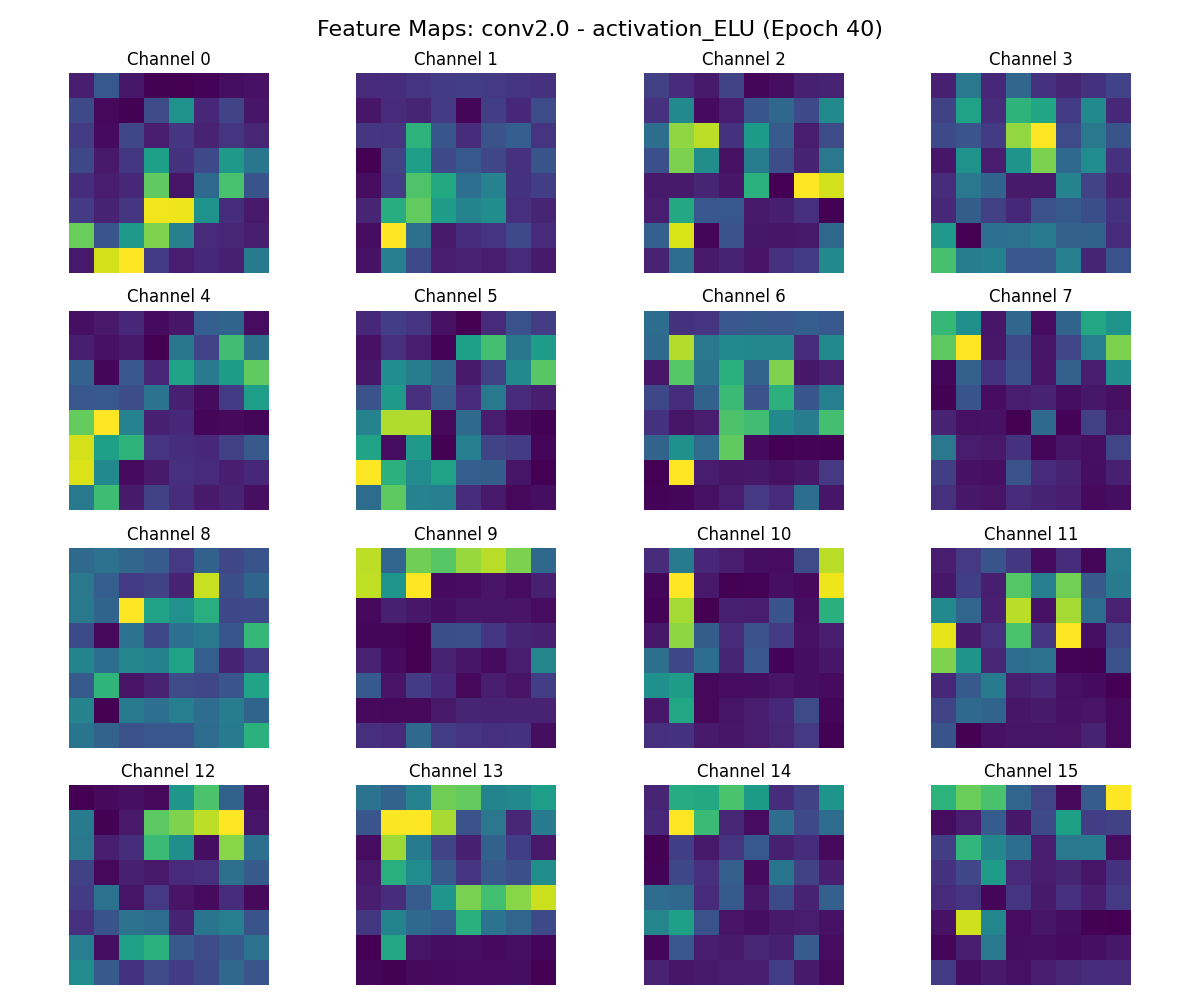 Feature Maps: conv2.0 - activation_ELU (Epoch 40)
Channel 0 Channel 1 Channel 2 Channel 3
Channel 4 Channel 5 Channel 6 Channel 7
Channel 8 Channel 9 Channel 10 Channel 11
Channel 12 Channel 13 Channel 14 Channel 15